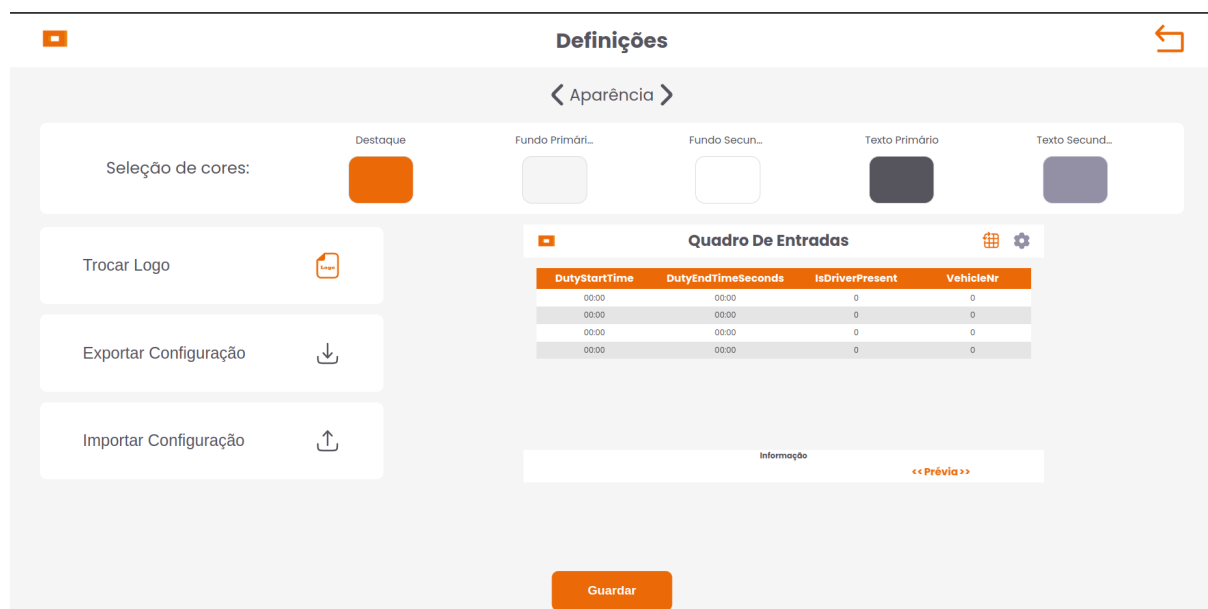 Definições
Aparência
Seleção de cores:
Destaque
Fundo Primári...
Fundo Secun...
Texto Primário
Texto Secund...
Trocar Logo
Logo
Exportar Configuração
Importar Configuração
Quadro De Entradas
DutyStartTime DutyEndTimeSeconds IsDriverPresent VehicleNr
00:00 00:00 0 0
00:00 00:00 0 0
00:00 00:00 0 0
00:00 00:00 0 0
Informação
<<Prévia>>
Guardar